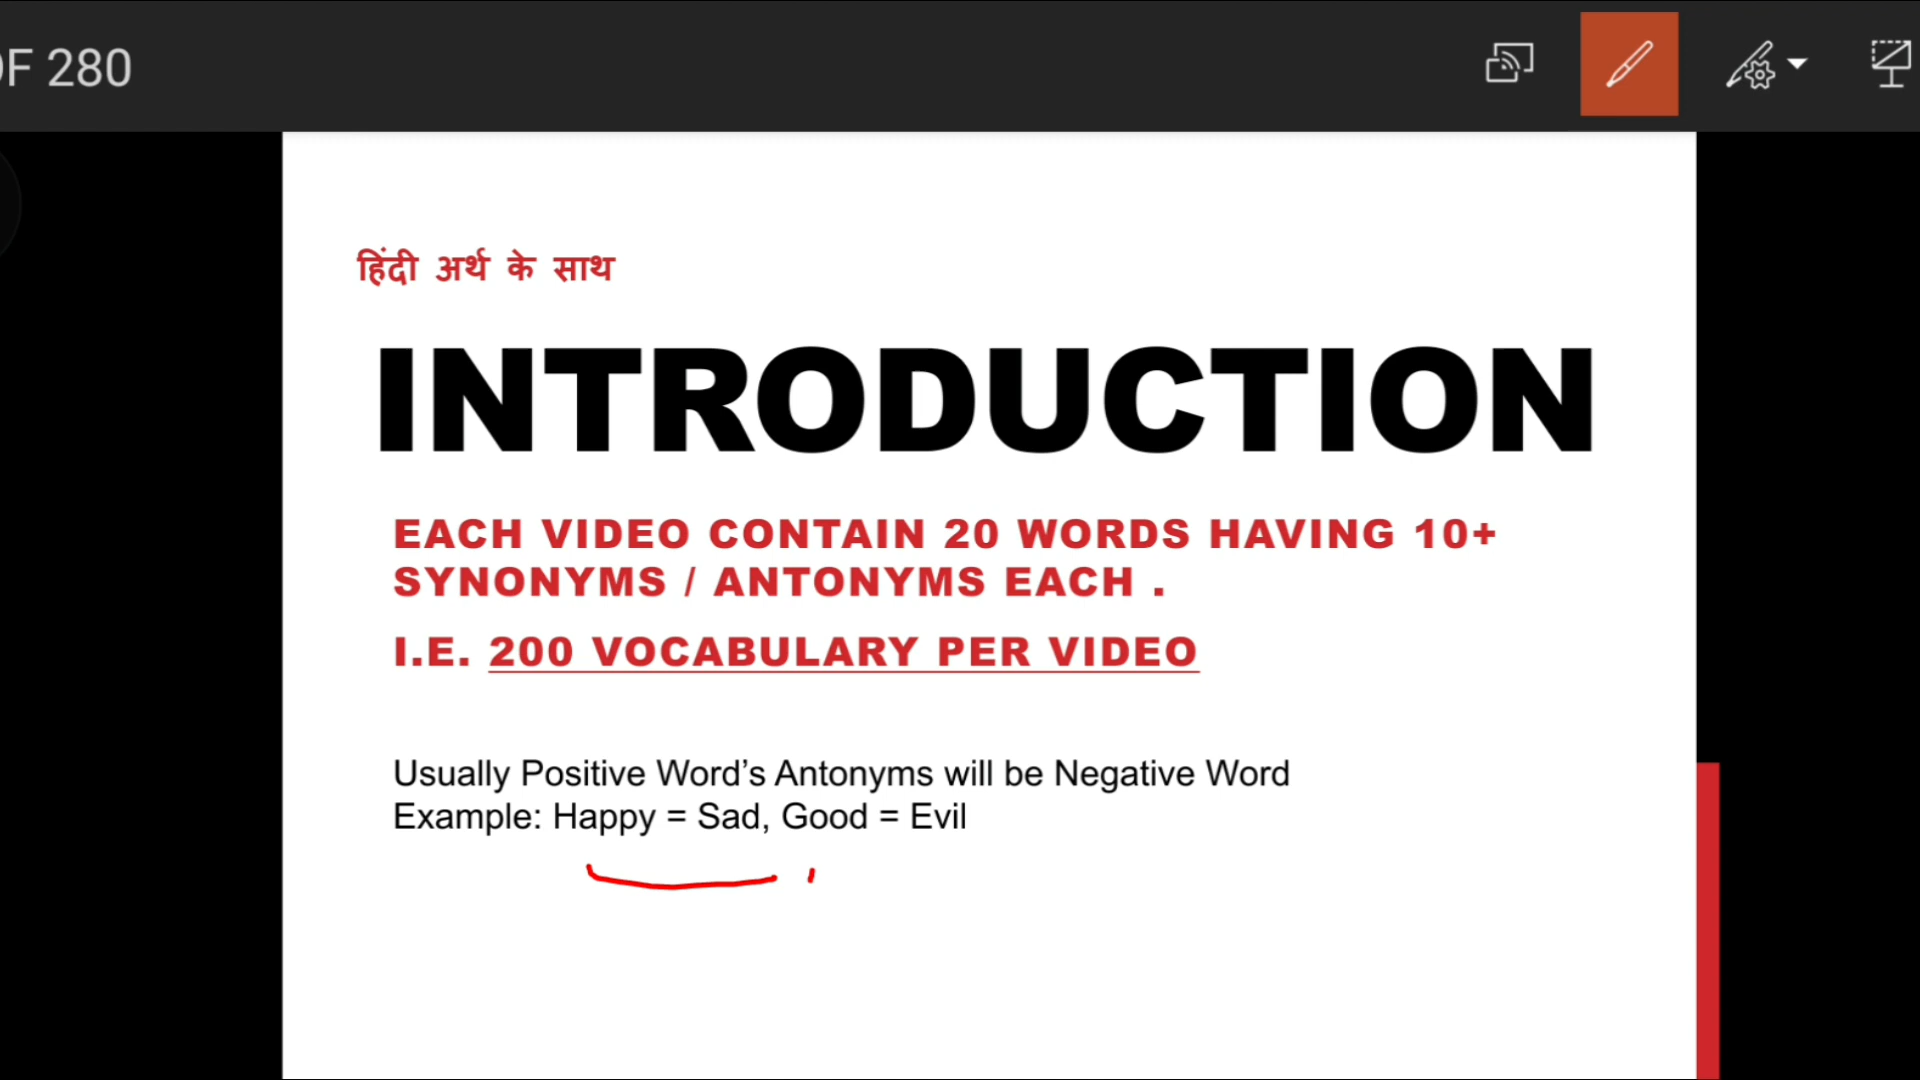 OF 280
हिंदी अर्थ के साथ
INTRODUCTION
EACH VIDEO CONTAIN 20 WORDS HAVING 10+
SYNONYMS / ANTONYMS EACH .
I.E. 200 VOCABULARY PER VIDEO
Usually Positive Word’s Antonyms will be Negative Word
Example: Happy = Sad, Good = Evil